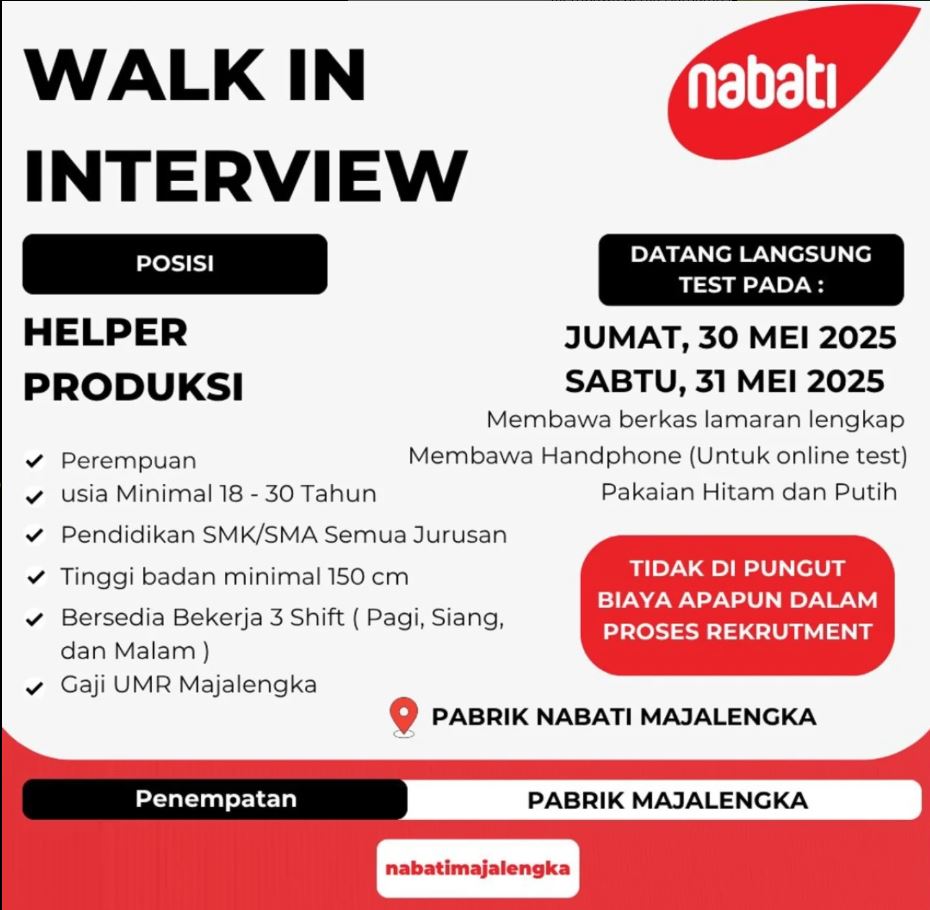 WALK IN
INTERVIEW
nabati
POSISI
HELPER
PRODUKSI
Perempuan
usia Minimal 18 - 30 Tahun
Pendidikan SMK/SMA Semua Jurusan
Tinggi badan minimal 150 cm
Bersedia Bekerja 3 Shift ( Pagi, Siang,
dan Malam )
Gaji UMR Majalengka
DATANG LANGSUNG
TEST PADA :
JUMAT, 30 MEI 2025
SABTU, 31 MEI 2025
Membawa berkas lamaran lengkap
Membawa Handphone (Untuk online test)
Pakaian Hitam dan Putih
TIDAK DI PUNGUT
BIAYA APAPUN DALAM
PROSES REKRUTMENT
PABRIK NABATI MAJALENGKA
Penempatan
PABRIK MAJALENGKA
nabatimajalengka